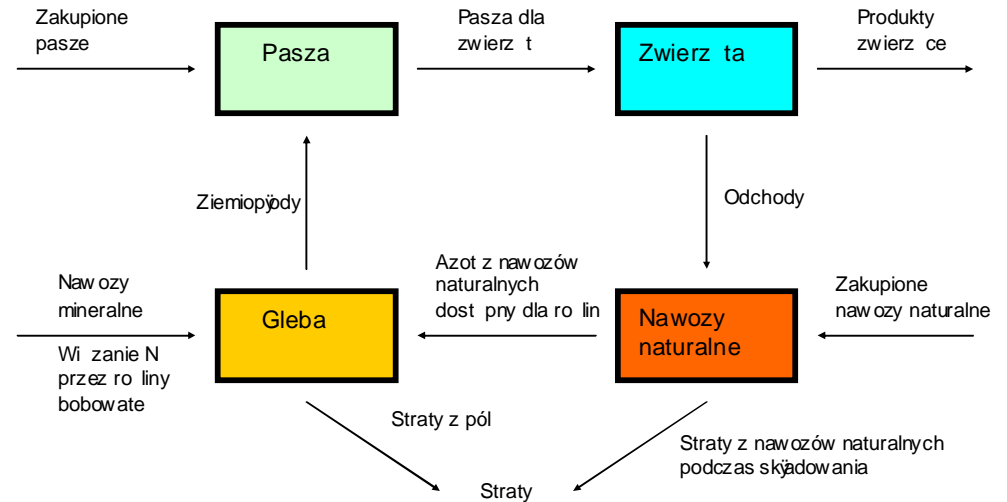 Zakupione
pasze
Pasza
Pasza dla
zwierz t
Zwierz ta
Produkty
zwierz ce
Ziemiopÿody
Odchody
Nawozy
mineralne
Wi zanie N
przez ro liny
bobowate
Gleba
Azot z nawozów
naturalnych
dost pny dla ro lin
Nawozy
naturalne
Zakupione
nawozy naturalne
Straty z pól
Straty z nawozów naturalnych
podczas skÿadowania
Straty